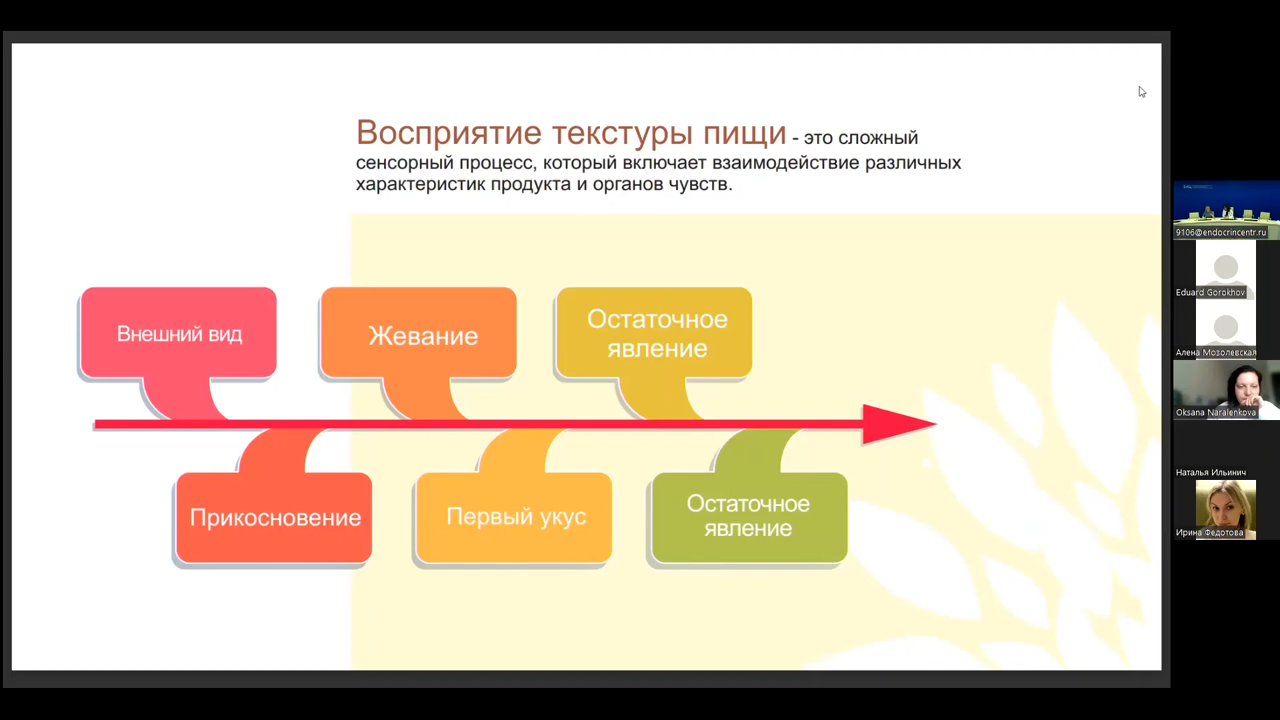 Восприятие текстуры пищи - это сложный
сенсорный процесс, который включает взаимодействие различных
характеристик продукта и органов чувств.
Внешний вид
Жевание
Остаточное
явление
Прикосновение
Первый укус
Остаточное
явление
9106@endocrincentr.ru
Eduard Gorokhov
Алена Мозолевская
Oksana Naralenkova
Наталья Ильинич
Ирина Федотова